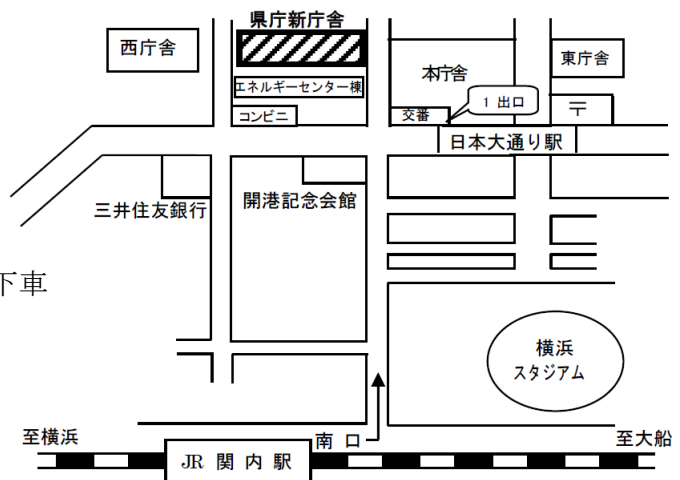 県庁新庁舎
西庁舎
本庁舎
東庁舎
エネルギーセンター棟
コンビニ
交番
1 出口
〒
日本大通り駅
三井住友銀行
開港記念会館
下車
横浜
スタジアム
至横浜
南 口
至大船
JR 関 内 駅